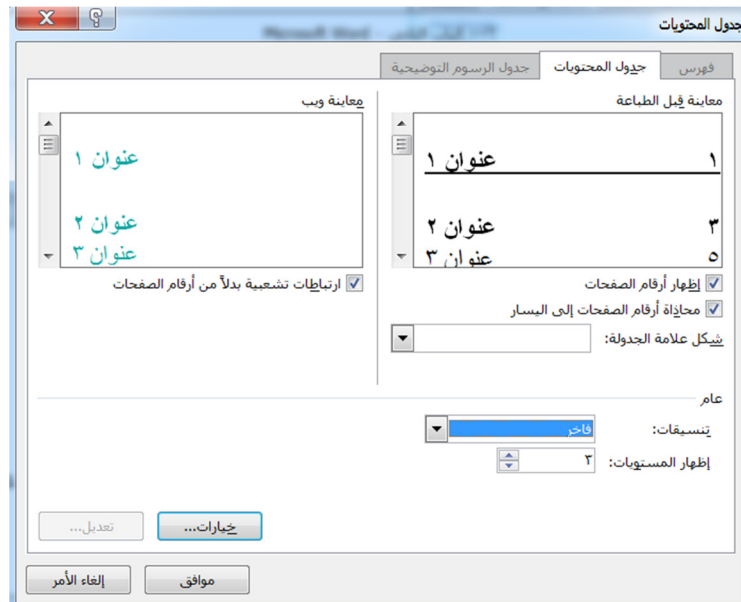 جدول المحتويات
Microsoft Word
فهرس
جدول المحتويات
جدول الرسوم التوضيحية
معاينة قبل الطباعة
عنوان ١ ١
عنوان ٢ ٣
عنوان ٣ ٥
إظهار أرقام الصفحات
محاذاة أرقام الصفحات إلى اليسار
شكل علامة الجدولة:
معاينة ويب
عنوان ١
عنوان ٢
عنوان ٣
ارتباطات تشعبية بدلاً من أرقام الصفحات
عام
تنسيقات: فاخر
إظهار المستويات: ٣
خيارات...
تعديل...
موافق
إلغاء الأمر